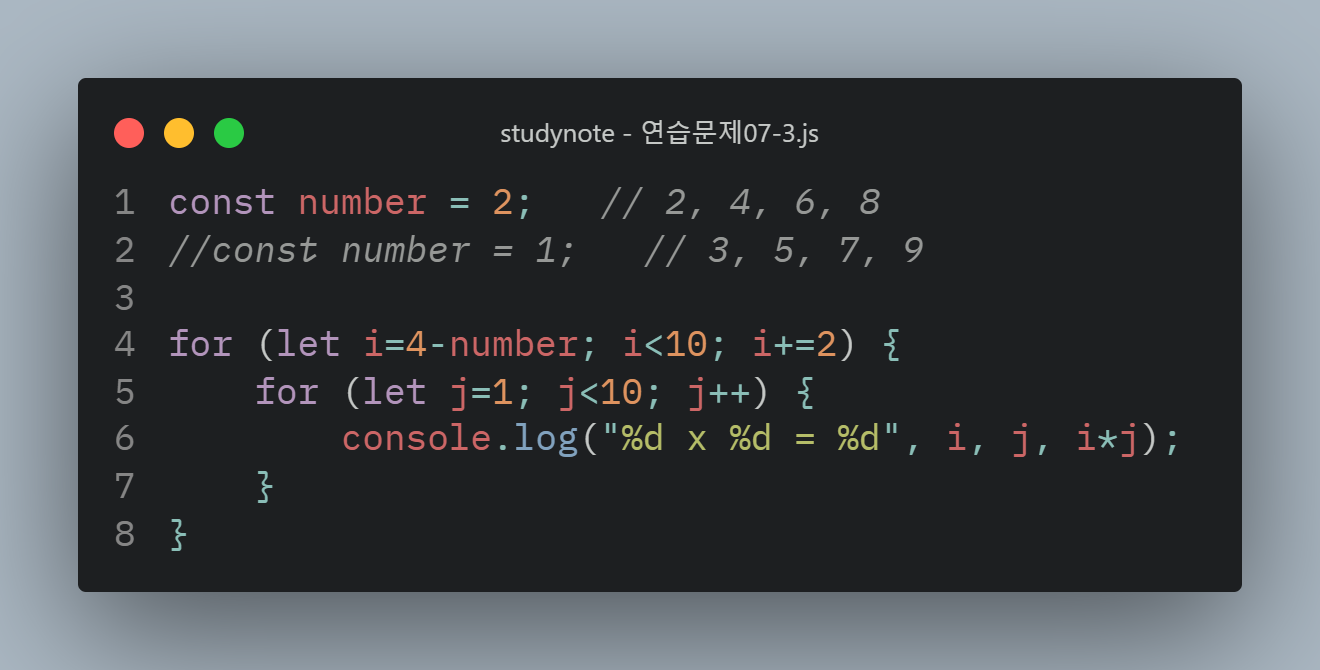 studynote - 연습문제07-3.js
1 const number = 2;   // 2, 4, 6, 8
2 //const number = 1;   // 3, 5, 7, 9
3
4 for (let i=4-number; i<10; i+=2) {
5     for (let j=1; j<10; j++) {
6         console.log("%d x %d = %d", i, j, i*j);
7     }
8 }